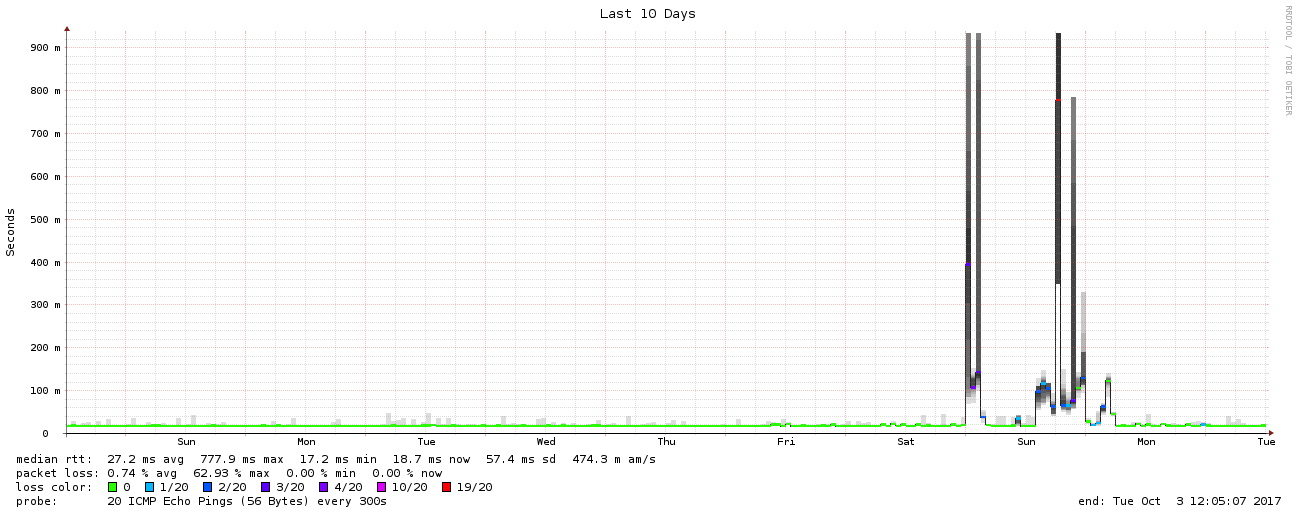 Last 10 Days
RRDTOOL / TOBI OETIKER
Seconds
900 m
800 m
700 m
600 m
500 m
400 m
300 m
200 m
100 m
0
Sun Mon Tue Wed Thu Fri Sat Sun Mon Tue
median rtt: 27.2 ms avg 777.9 ms max 17.2 ms min 18.7 ms now 57.4 ms sd 474.3 m am/s
packet loss: 0.74 % avg 62.93 % max 0.00 % min 0.00 % now
loss color: 0 1/20 2/20 3/20 4/20 10/20 19/20
probe: 20 ICMP Echo Pings (56 Bytes) every 300s end: Tue Oct 3 12:05:07 2017